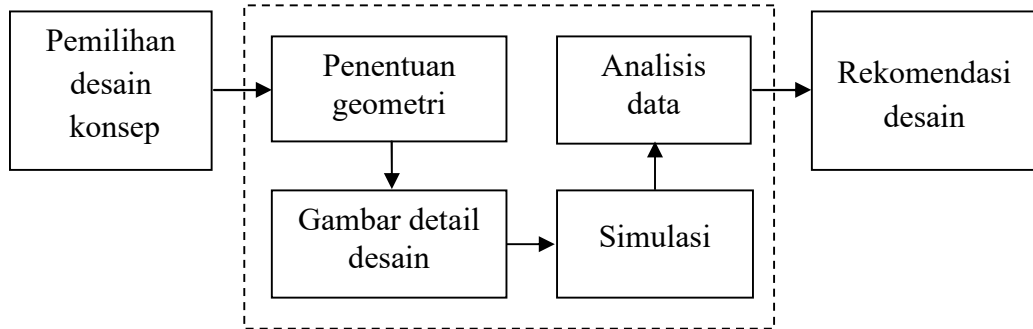 Pemilihan
desain
konsep
Penentuan
geometri
Gambar detail
desain
Simulasi
Analisis
data
Rekomendasi
desain